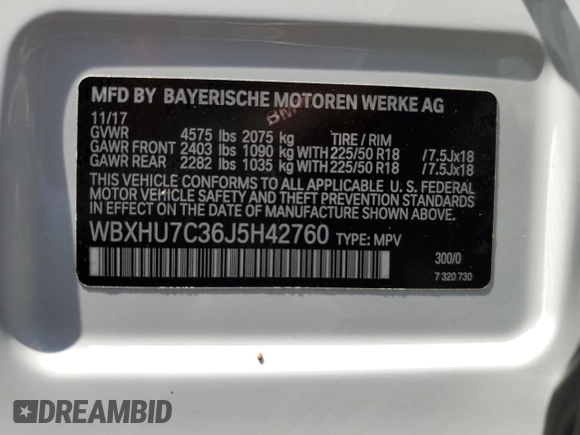 MFD BY BAYERISCHE MOTOREN WERKE AG
11/17
GVWR 4575 lbs 2075 kg TIRE / RIM
GAWR FRONT 2403 lbs 1090 kg WITH 225/50 R18 /7.5Jx18
GAWR REAR 2282 lbs 1035 kg WITH 225/50 R18 /7.5Jx18
THIS VEHICLE CONFORMS TO ALL APPLICABLE U. S. FEDERAL
MOTOR VEHICLE SAFETY AND THEFT PREVENTION STANDARDS
IN EFFECT ON THE DATE OF MANUFACTURE SHOWN ABOVE.
WBXHU7C36J5H42760 TYPE: MPV
300/0
7 320 730
DREAMBID